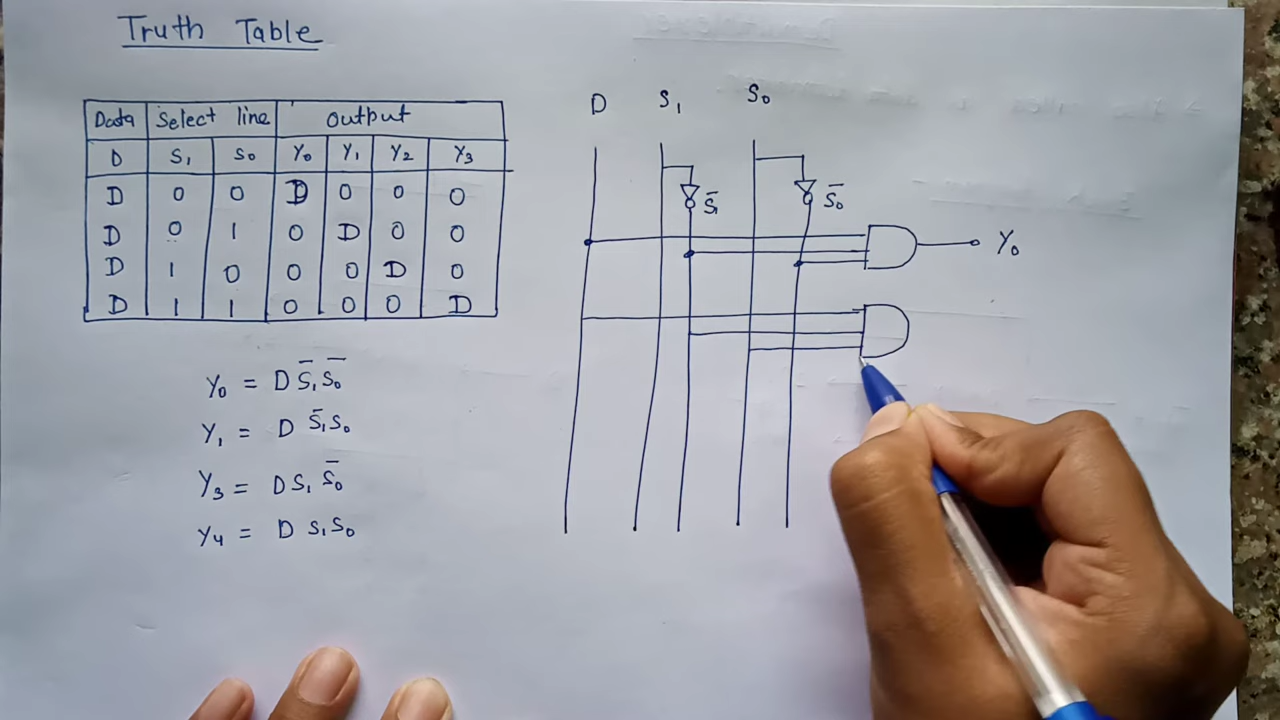 Truth Table
Data Select line output
D S₁ S₀ Y₀ Y₁ Y₂ Y₃
D 0 0 D 0 0 0
D 0 1 0 D 0 0
D 1 0 0 0 D 0
D 1 1 0 0 0 D
Y₀ = D S̄₁ S̄₀
Y₁ = D S̄₁ S₀
Y₃ = D S₁ S̄₀
Y₄ = D S₁ S₀
D S₁ S₀
S̄₁ S̄₀
Y₀